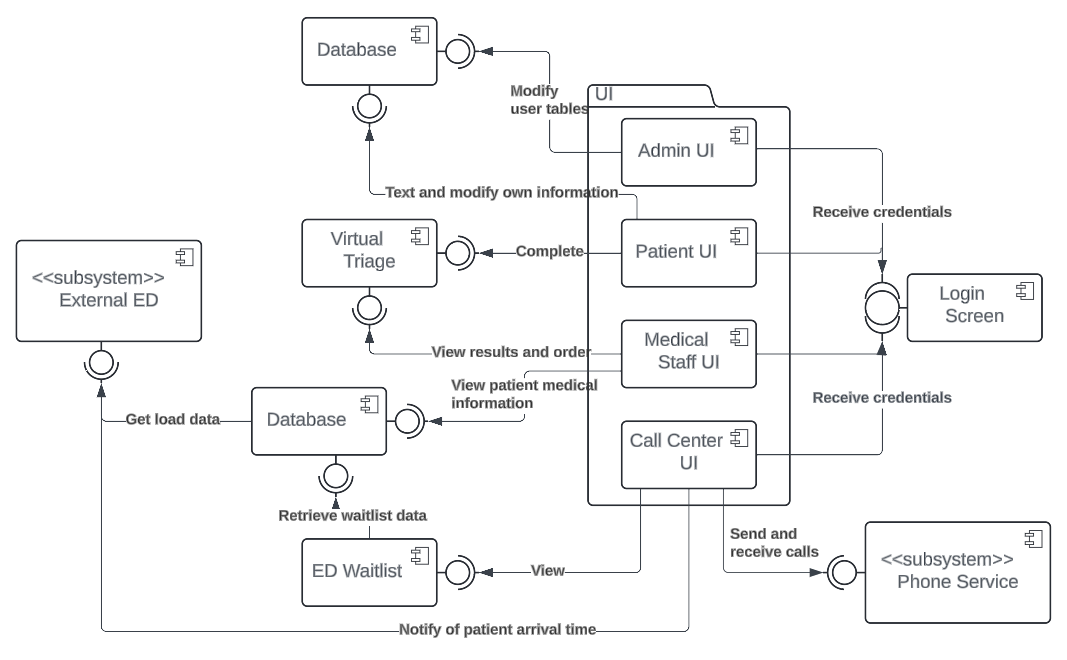 Database
Modify
user tables
UI
Admin UI
Text and modify own information
Receive credentials
Virtual
Triage
Complete
Patient UI
<<subsystem>>
External ED
Login
Screen
View results and order
Medical
Staff UI
View patient medical
information
Receive credentials
Get load data
Database
Call Center
UI
Retrieve waitlist data
Send and
receive calls
ED Waitlist
View
<<subsystem>>
Phone Service
Notify of patient arrival time